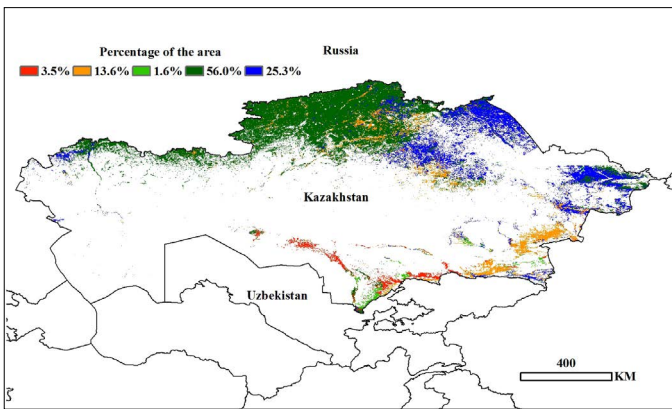 Percentage of the area
Russia
3.5% 13.6% 1.6% 56.0% 25.3%
Kazakhstan
Uzbekistan
400
KM